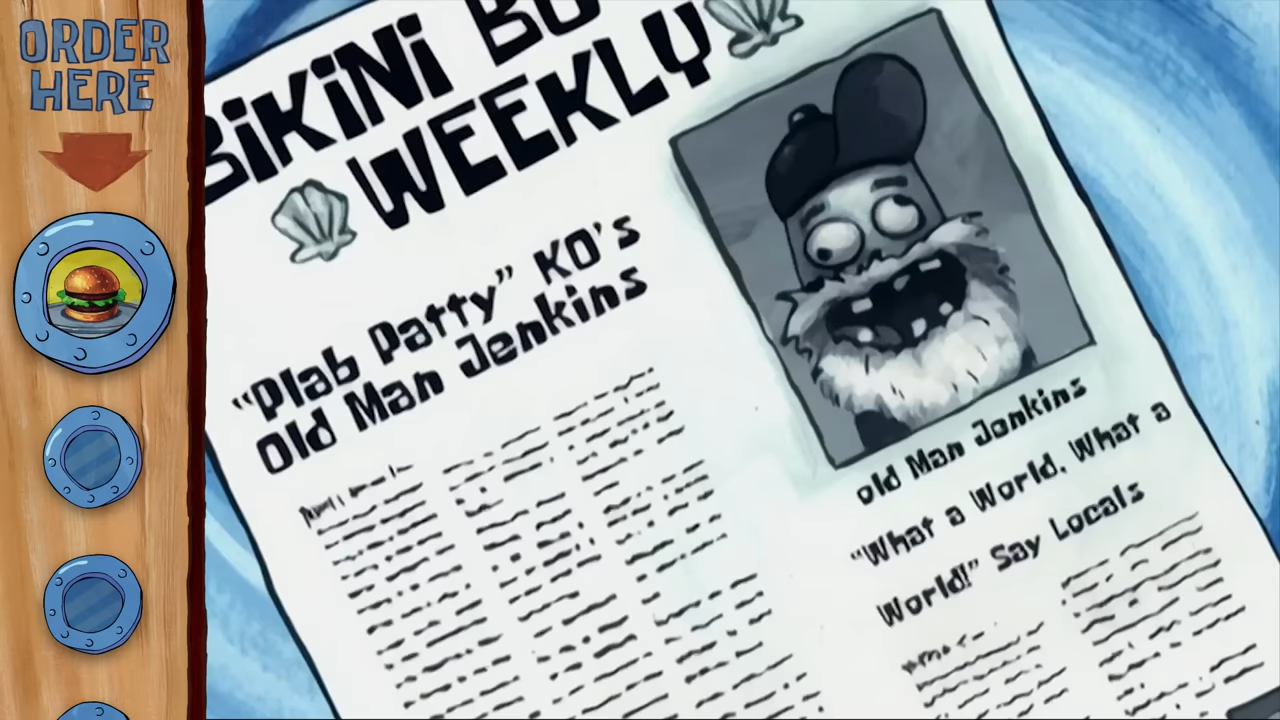 ORDER
HERE
BIKINI BO
WEEKLY
"Plab Patty" KO's
Old Man Jenkins
old Man Jenkins
"What a World. What a
World!" Say Locals